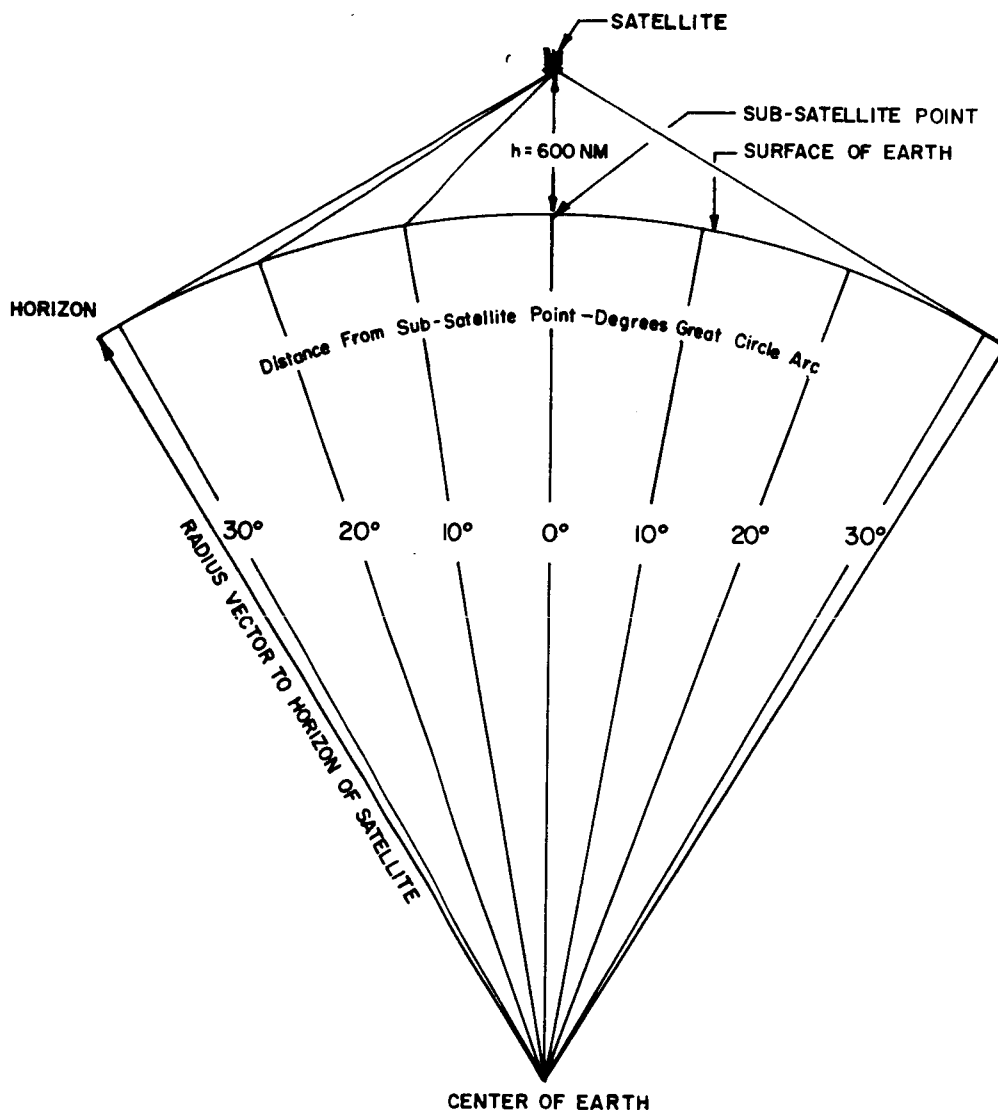 SATELLITE
SUB-SATELLITE POINT
h = 600 NM
SURFACE OF EARTH
HORIZON
Distance From Sub-Satellite Point-Degrees Great Circle Arc
30° 20° 10° 0° 10° 20° 30°
RADIUS VECTOR TO HORIZON OF SATELLITE
CENTER OF EARTH